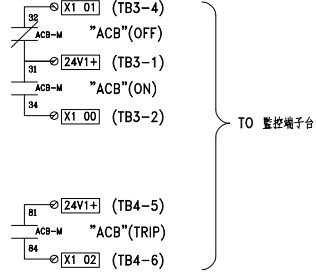 X1 01 (TB3-4)
32
ACB-M "ACB"(OFF)
24V1+ (TB3-1)
31
ACB-M "ACB"(ON)
34
X1 00 (TB3-2)
TO 監控端子台
24V1+ (TB4-5)
81
ACB-M "ACB"(TRIP)
84
X1 02 (TB4-6)